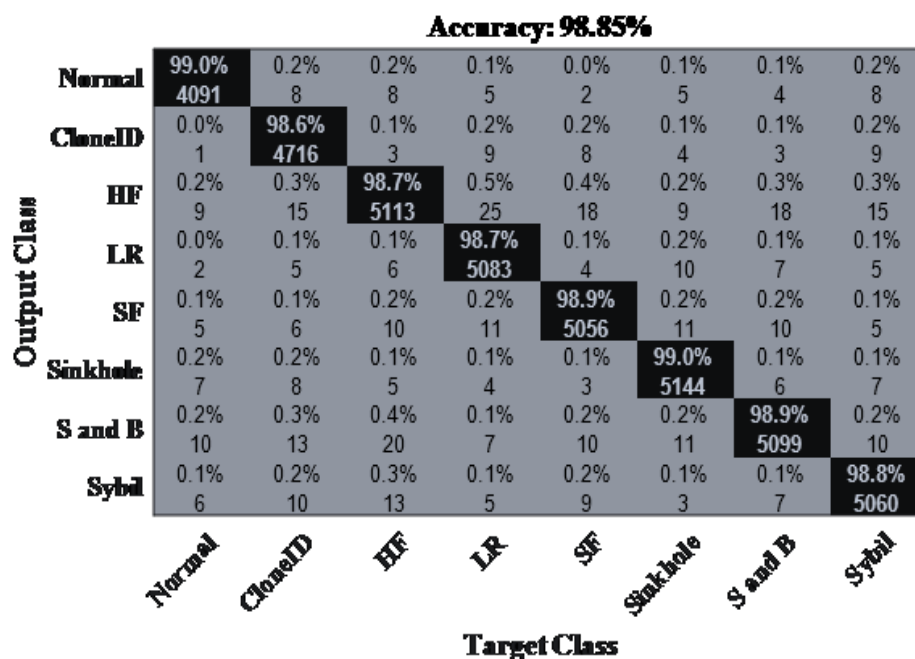 Accuracy: 98.85%
Output Class
Normal 99.0% 0.2% 0.2% 0.1% 0.0% 0.1% 0.1% 0.2%
4091 8 8 5 2 5 4 8
CloneID 0.0% 98.6% 0.1% 0.2% 0.2% 0.1% 0.1% 0.2%
1 4716 3 9 8 4 3 9
HF 0.2% 0.3% 98.7% 0.5% 0.4% 0.2% 0.3% 0.3%
9 15 5113 25 18 9 18 15
LR 0.0% 0.1% 0.1% 98.7% 0.1% 0.2% 0.1% 0.1%
2 5 6 5083 4 10 7 5
SF 0.1% 0.1% 0.2% 0.2% 98.9% 0.2% 0.2% 0.1%
5 6 10 11 5056 11 10 5
Sinkhole 0.2% 0.2% 0.1% 0.1% 0.1% 99.0% 0.1% 0.1%
7 8 5 4 3 5144 6 7
S and B 0.2% 0.3% 0.4% 0.1% 0.2% 0.2% 98.9% 0.2%
10 13 20 7 10 11 5099 10
Sybil 0.1% 0.2% 0.3% 0.1% 0.2% 0.1% 0.1% 98.8%
6 10 13 5 9 3 7 5060
Normal CloneID HF LR SF Sinkhole S and B Sybil
Target Class